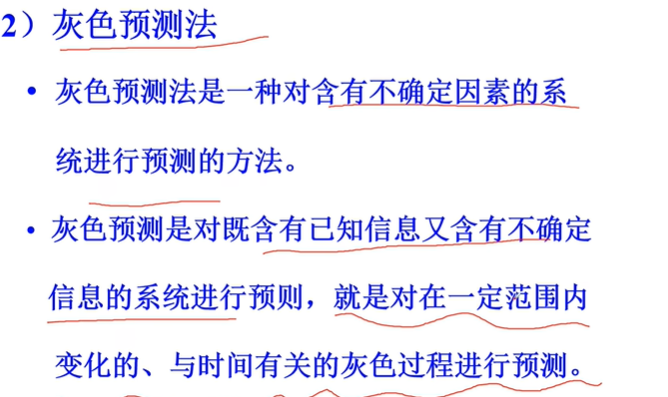 2）灰色预测法
• 灰色预测法是一种对含有不确定因素的系
统进行预测的方法。
• 灰色预测是对既含有已知信息又含有不确定
信息的系统进行预则，就是对在一定范围内
变化的、与时间有关的灰色过程进行预测。